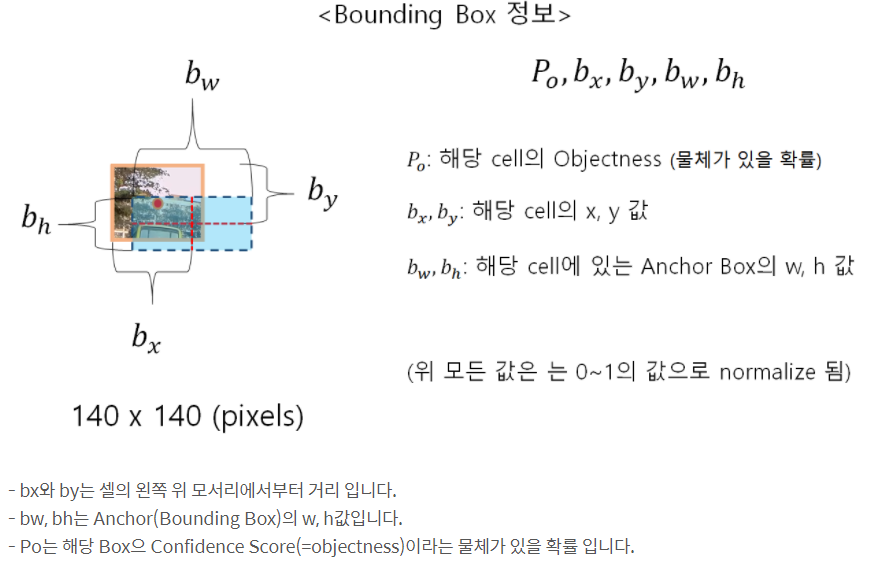 <Bounding Box 정보>
b_w
P_o, b_x, b_y, b_w, b_h
P_o: 해당 cell의 Objectness (물체가 있을 확률)
b_y
b_h
b_x, b_y: 해당 cell의 x, y 값
b_w, b_h: 해당 cell에 있는 Anchor Box의 w, h 값
b_x
(위 모든 값은 는 0~1의 값으로 normalize 됨)
140 x 140 (pixels)
- bx와 by는 셀의 왼쪽 위 모서리에서부터 거리 입니다.
- bw, bh는 Anchor(Bounding Box)의 w, h값입니다.
- Po는 해당 Box으 Confidence Score(=objectness)이라는 물체가 있을 확률 입니다.